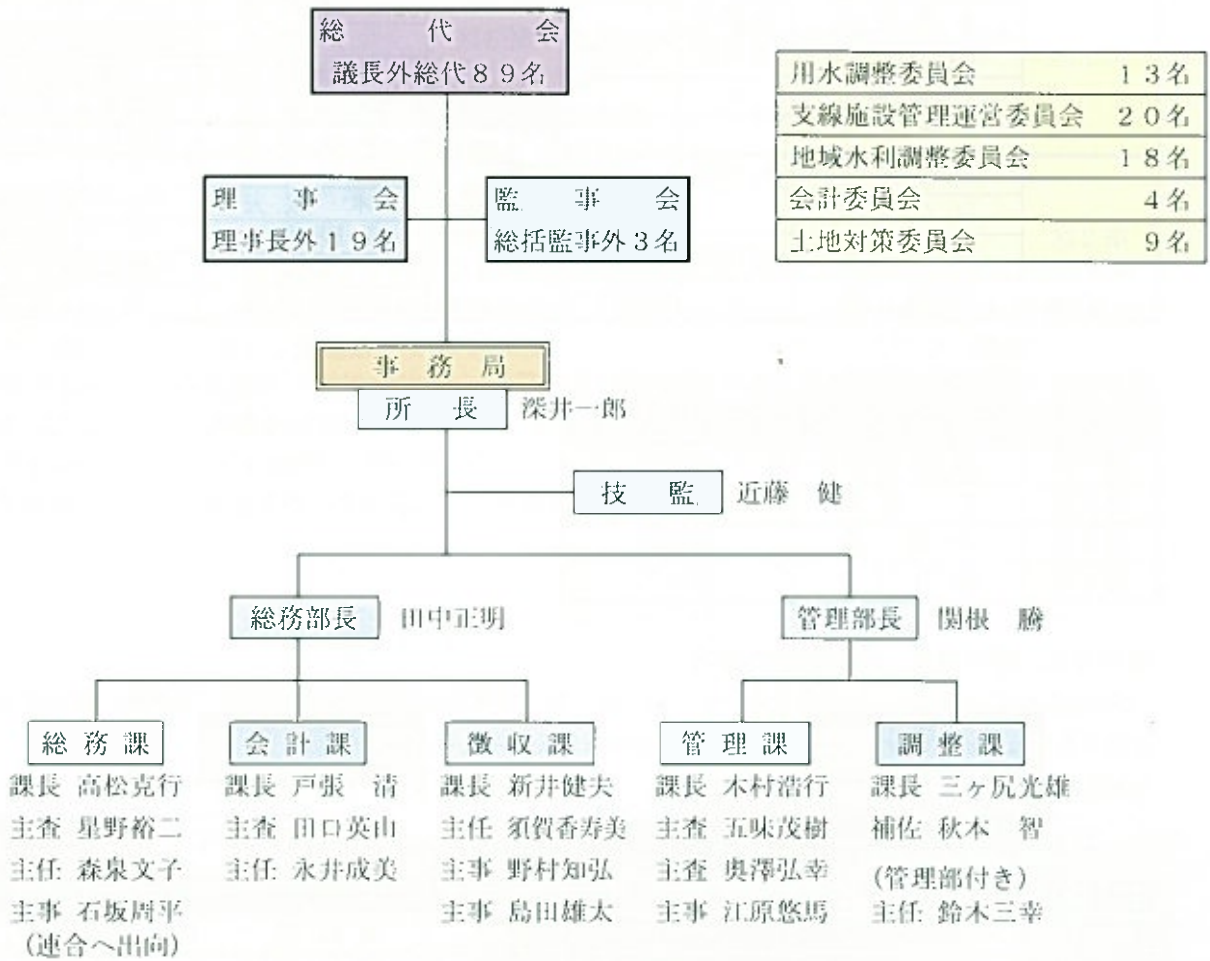 総代会
議長外総代８９名
用水調整委員会 １３名
支線施設管理運営委員会 ２０名
地域水利調整委員会 １８名
会計委員会 ４名
土地対策委員会 ９名
理事会
理事長外１９名
監事会
総括監事外３名
事務局
所長 深井一郎
技監 近藤 健
総務部長 田中正明
管理部長 関根 騰
総務課
課長 高松克行
主査 星野裕二
主任 森泉文子
主事 石坂周平
(連合へ出向)
会計課
課長 戸張 清
主査 田口英由
主任 永井成美
徴収課
課長 新井健夫
主任 須賀香寿美
主事 野村知弘
主事 島田雄太
管理課
課長 木村浩行
主査 五味茂樹
主査 奥澤弘幸
主事 江原悠馬
調整課
課長 三ヶ尻光雄
補佐 秋本 智
(管理部付き)
主任 鈴木三幸